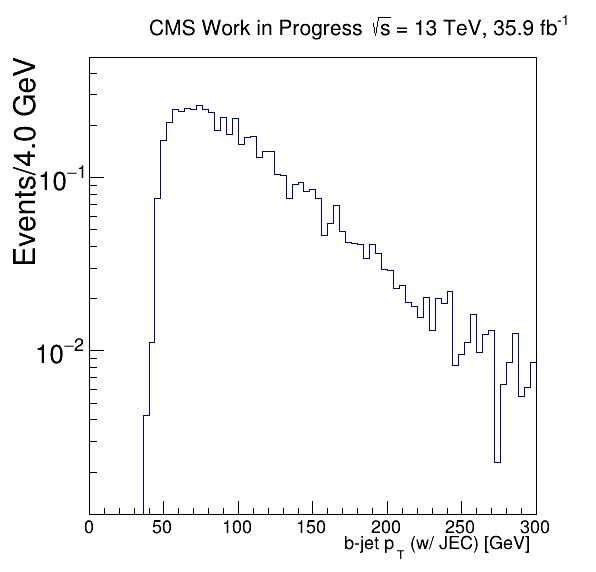 CMS Work in Progress √s = 13 TeV, 35.9 fb⁻¹
Events/4.0 GeV
10⁻¹
10⁻²
0 50 100 150 200 250 300
b-jet p_T (w/ JEC) [GeV]